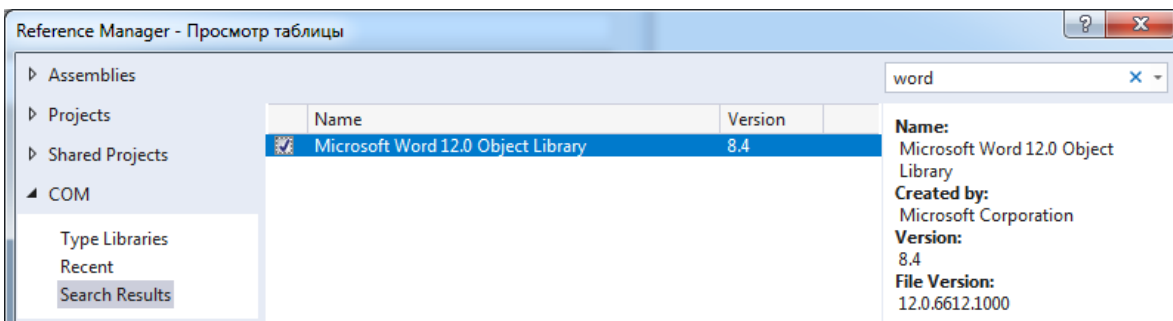 Reference Manager - Просмотр таблицы
Assemblies
Projects
Shared Projects
COM
Type Libraries
Recent
Search Results
Name Version
Microsoft Word 12.0 Object Library 8.4
word
Name:
Microsoft Word 12.0 Object
Library
Created by:
Microsoft Corporation
Version:
8.4
File Version:
12.0.6612.1000